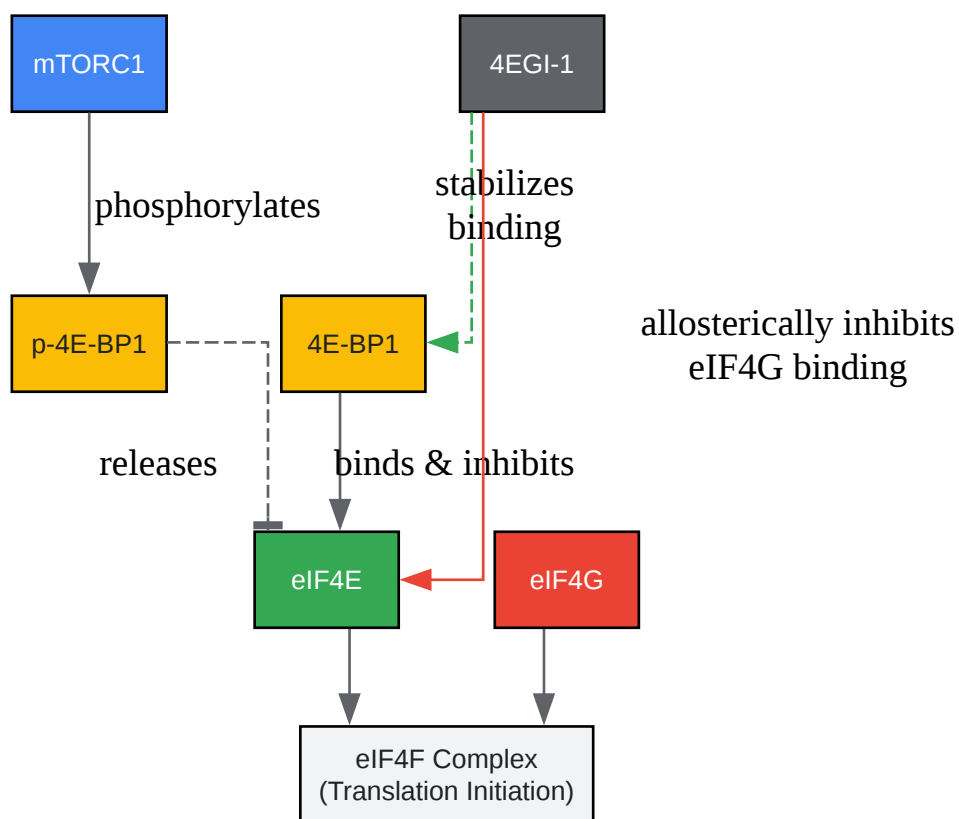 mTORC1
4EGI-1
phosphorylates
stabilizes
binding
p-4E-BP1
4E-BP1
allosterically inhibits
eIF4G binding
releases
binds & inhibits
eIF4E
eIF4G
eIF4F Complex
(Translation Initiation)